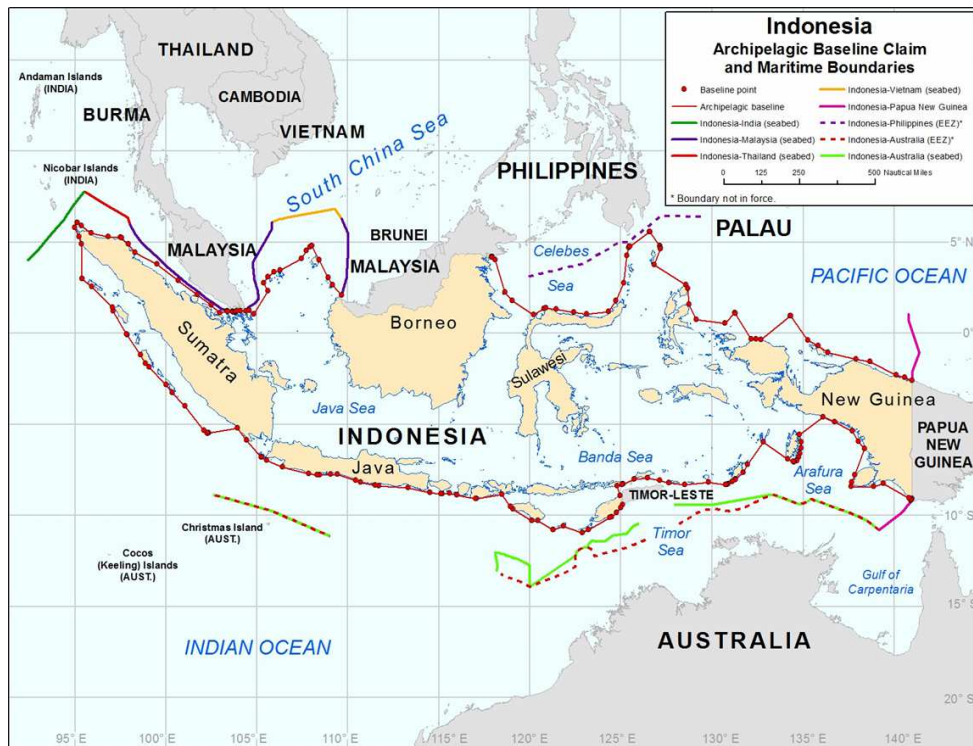 Indonesia
Archipelagic Baseline Claim
and Maritime Boundaries
Baseline point
Archipelagic baseline
Indonesia-India (seabed)
Indonesia-Malaysia (seabed)
Indonesia-Thailand (seabed)
Indonesia-Vietnam (seabed)
Indonesia-Papua New Guinea
Indonesia-Philippines (EEZ)*
Indonesia-Australia (EEZ)*
Indonesia-Australia (seabed)
0 125 250 500 Nautical Miles
* Boundary not in force.
THAILAND
Andaman Islands
(INDIA)
BURMA
CAMBODIA
VIETNAM
South China Sea
Nicobar Islands
(INDIA)
PHILIPPINES
PALAU
MALAYSIA
BRUNEI
MALAYSIA
Celebes
Sea
5° N
PACIFIC OCEAN
Sumatra
Borneo
Sulawesi
0°
New Guinea
Java Sea
INDONESIA
PAPUA
NEW
GUINEA
Java
Banda Sea
Arafura
Sea
TIMOR-LESTE
10° S
Christmas Island
(AUST.)
Timor
Sea
Cocos
(Keeling) Islands
(AUST.)
Gulf of
Carpentaria
15° S
INDIAN OCEAN
AUSTRALIA
20° S
95° E
100° E
105° E
110° E
120° E
125° E
130° E
135° E
140° E